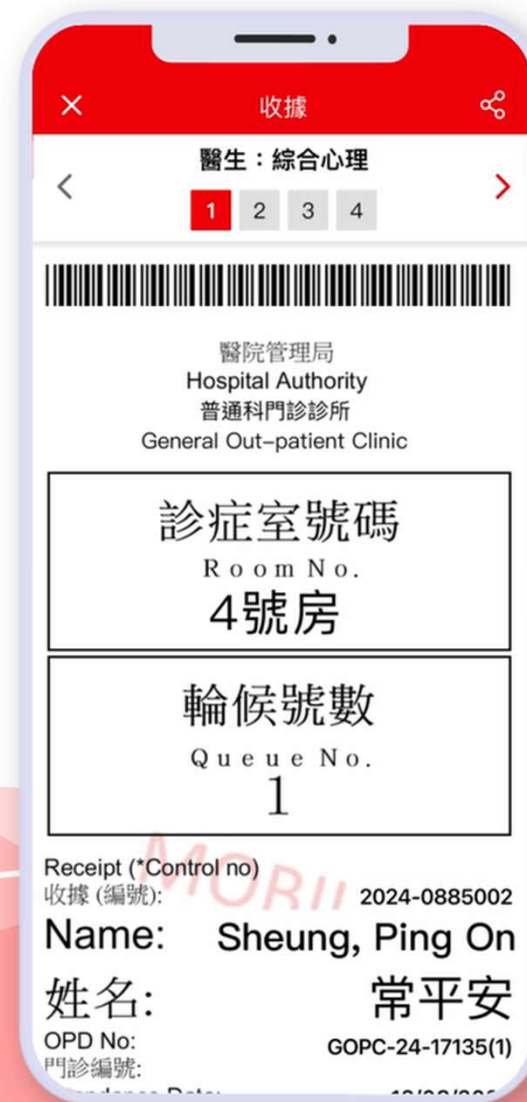 收據
醫生：綜合心理
1 2 3 4
醫院管理局
Hospital Authority
普通科門診診所
General Out-patient Clinic
診症室號碼
Room No.
4號房
輪候號數
Queue No.
1
MORII
Receipt (*Control no)
收據 (編號): 2024-0885002
Name: Sheung, Ping On
姓名: 常平安
OPD No: GOPC-24-17135(1)
門診編號: